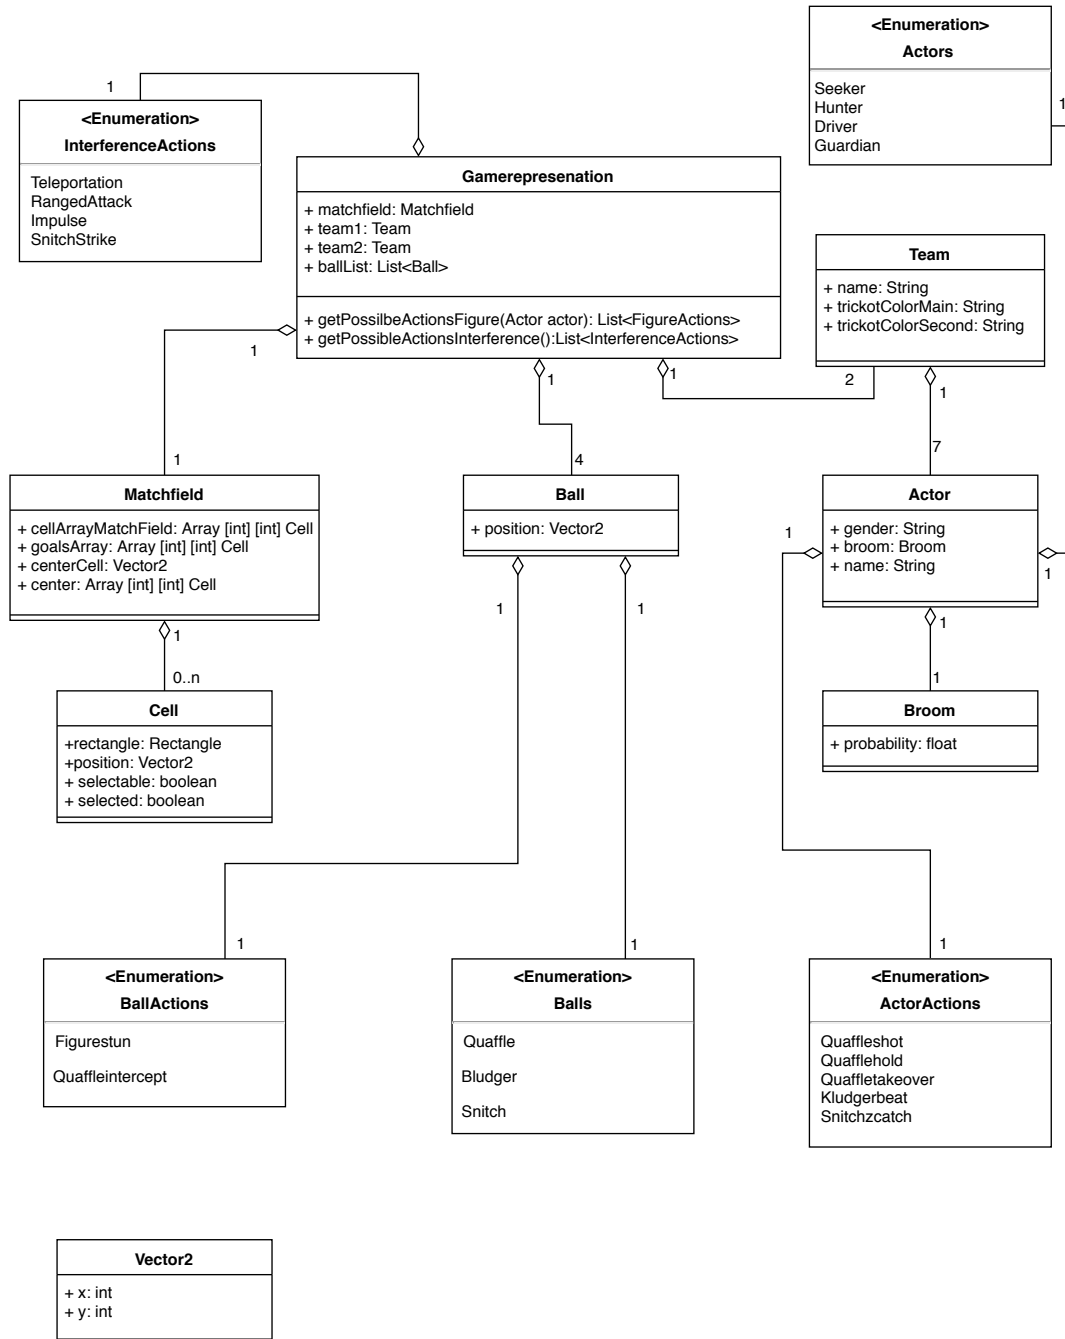 <Enumeration>
Actors
Seeker
Hunter
Driver
Guardian
1
1
<Enumeration>
InterferenceActions
Teleportation
RangedAttack
Impulse
SnitchStrike
Gamerepresenation
+ matchfield: Matchfield
+ team1: Team
+ team2: Team
+ ballList: List<Ball>
+ getPossilbeActionsFigure(Actor actor): List<FigureActions>
+ getPossibleActionsInterference():List<InterferenceActions>
Team
+ name: String
+ trickotColorMain: String
+ trickotColorSecond: String
1
1
1
2
1
1
4
7
Matchfield
+ cellArrayMatchField: Array [int] [int] Cell
+ goalsArray: Array [int] [int] Cell
+ centerCell: Vector2
+ center: Array [int] [int] Cell
Ball
+ position: Vector2
Actor
+ gender: String
+ broom: Broom
+ name: String
1
1
1
1
1
1
0..n
1
Cell
+rectangle: Rectangle
+position: Vector2
+ selectable: boolean
+ selected: boolean
Broom
+ probability: float
1
1
1
<Enumeration>
BallActions
Figurestun
Quaffleintercept
<Enumeration>
Balls
Quaffle
Bludger
Snitch
<Enumeration>
ActorActions
Quaffleshot
Quafflehold
Quaffletakeover
Kludgerbeat
Snitchzcatch
Vector2
+ x: int
+ y: int